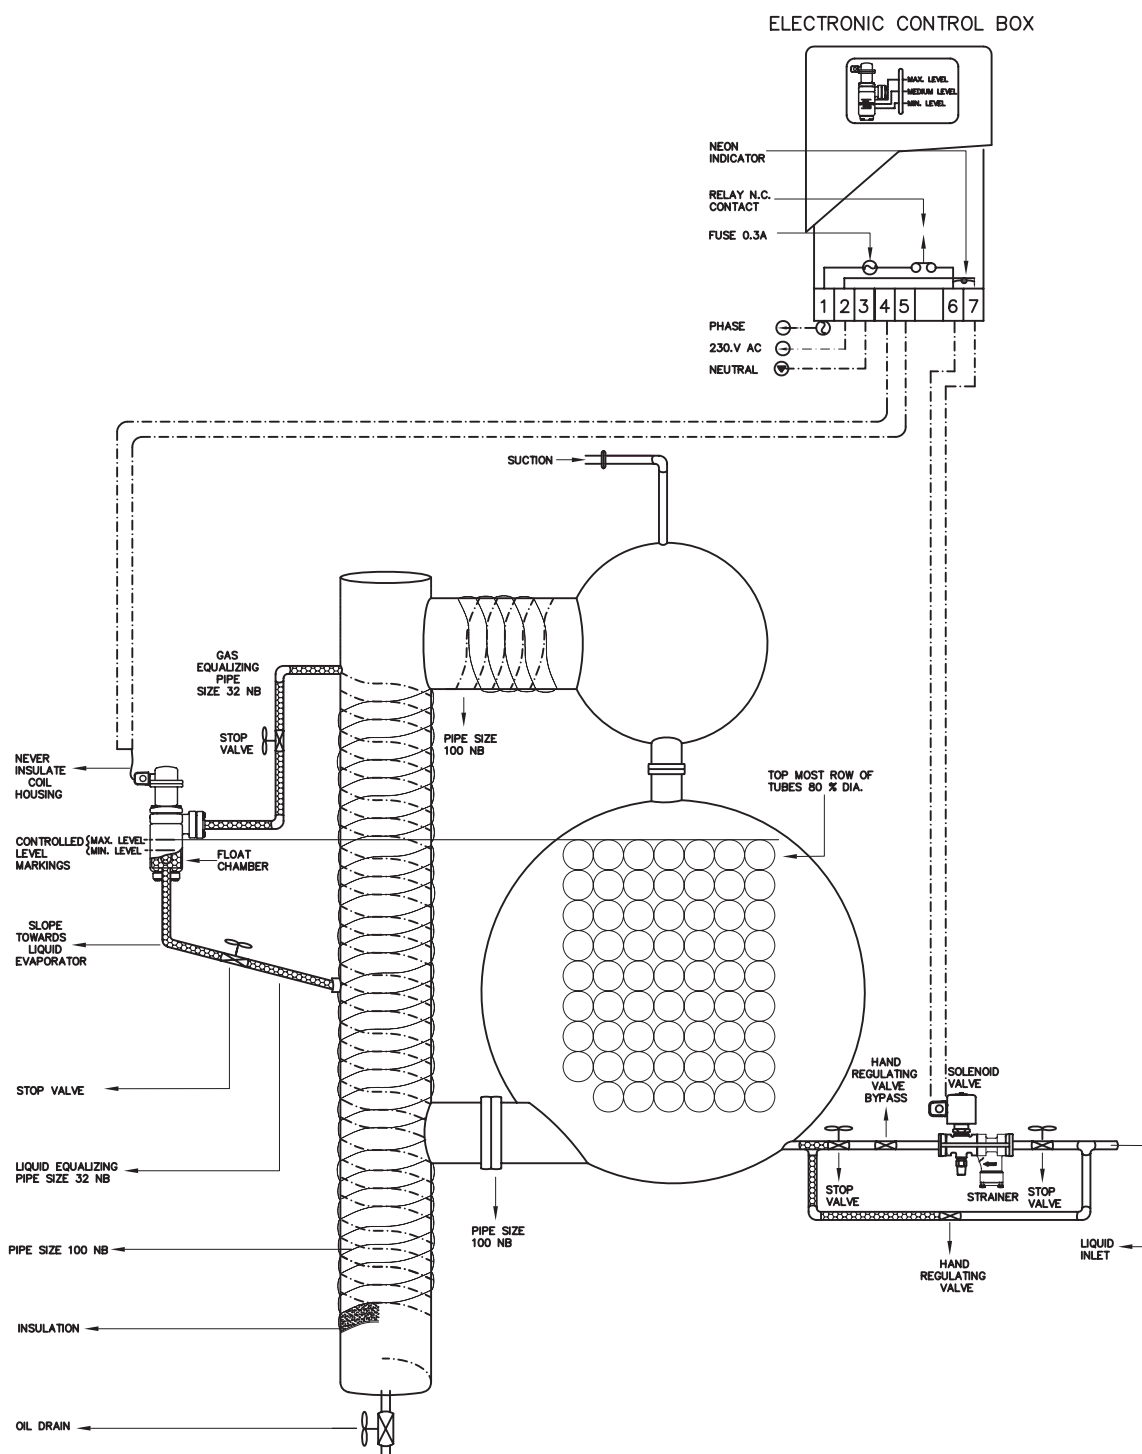 ELECTRONIC CONTROL BOX
MAX. LEVEL
MEDIUM LEVEL
MIN. LEVEL
NEON
INDICATOR
RELAY N.C.
CONTACT
FUSE 0.3A
1 2 3 4 5 6 7
PHASE
230.V AC
NEUTRAL
SUCTION
GAS
EQUALIZING
PIPE
SIZE 32 NB
STOP
VALVE
PIPE SIZE
100 NB
NEVER
INSULATE
COIL
HOUSING
TOP MOST ROW OF
TUBES 80 % DIA.
CONTROLLED
LEVEL
MARKINGS
MAX. LEVEL
MIN. LEVEL
FLOAT
CHAMBER
SLOPE
TOWARDS
LIQUID
EVAPORATOR
STOP VALVE
HAND
REGULATING
VALVE
BYPASS
SOLENOID
VALVE
LIQUID EQUALIZING
PIPE SIZE 32 NB
STOP
VALVE
STRAINER
STOP
VALVE
PIPE SIZE
100 NB
PIPE SIZE 100 NB
LIQUID
INLET
HAND
REGULATING
VALVE
INSULATION
OIL DRAIN